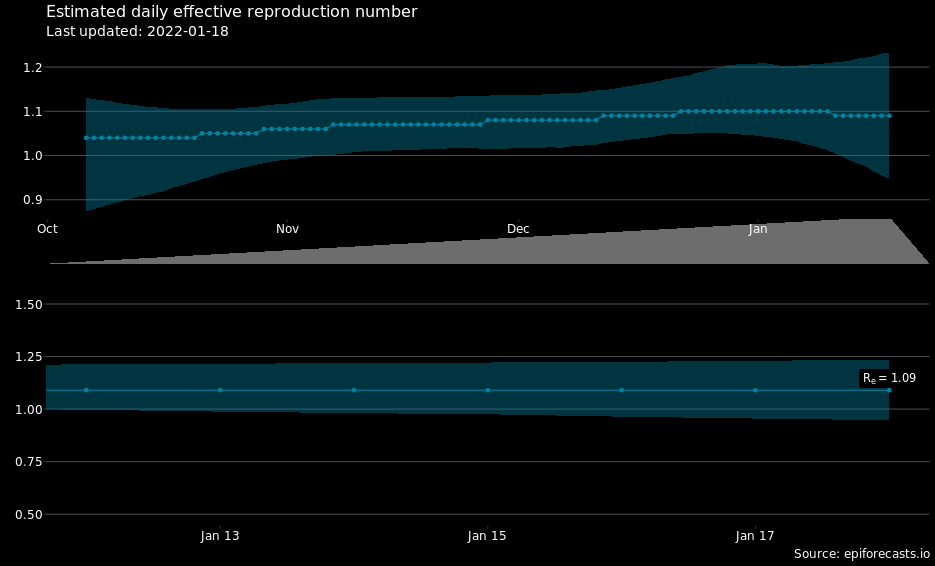 Estimated daily effective reproduction number
Last updated: 2022-01-18
1.2
1.1
1.0
0.9
Oct Nov Dec Jan
1.50
1.25
Re = 1.09
1.00
0.75
0.50
Jan 13 Jan 15 Jan 17
Source: epiforecasts.io